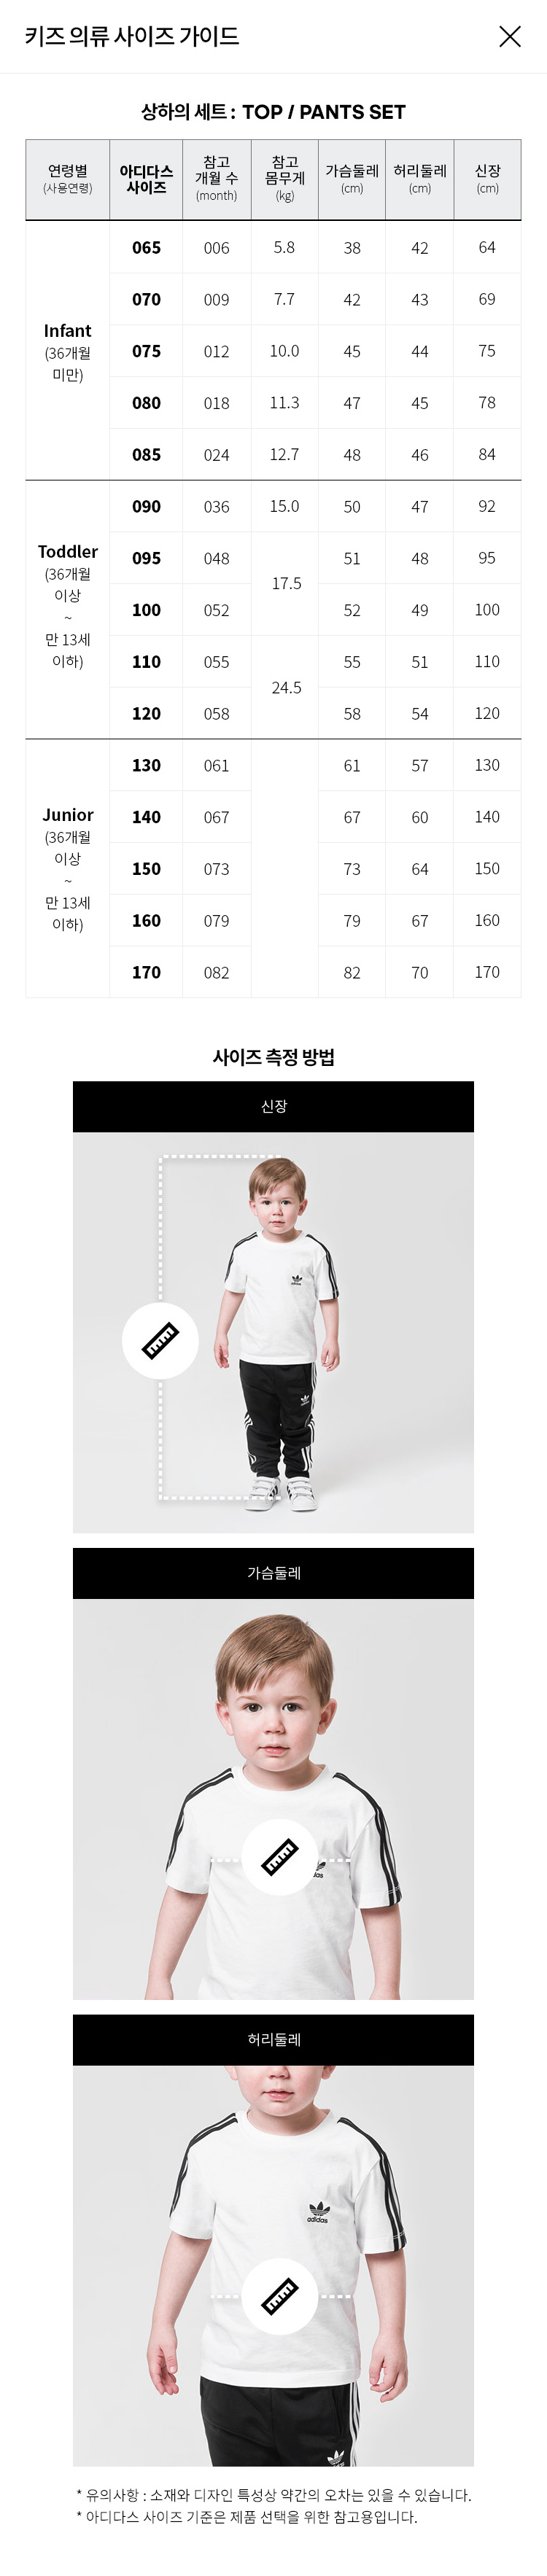 키즈 의류 사이즈 가이드
상하의 세트 : TOP / PANTS SET
연령별 (사용연령) 아디다스 사이즈 참고 개월 수 (month) 참고 몸무게 (kg) 가슴둘레 (cm) 허리둘레 (cm) 신장 (cm)
Infant
(36개월
미만)
065 006 5.8 38 42 64
070 009 7.7 42 43 69
075 012 10.0 45 44 75
080 018 11.3 47 45 78
085 024 12.7 48 46 84
Toddler
(36개월
이상
~
만 13세
이하)
090 036 15.0 50 47 92
095 048 17.5 51 48 95
100 052 52 49 100
110 055 24.5 55 51 110
120 058 58 54 120
Junior
(36개월
이상
~
만 13세
이하)
130 061 61 57 130
140 067 67 60 140
150 073 73 64 150
160 079 79 67 160
170 082 82 70 170
사이즈 측정 방법
신장
가슴둘레
허리둘레
adidas
* 유의사항 : 소재와 디자인 특성상 약간의 오차는 있을 수 있습니다.
* 아디다스 사이즈 기준은 제품 선택을 위한 참고용입니다.